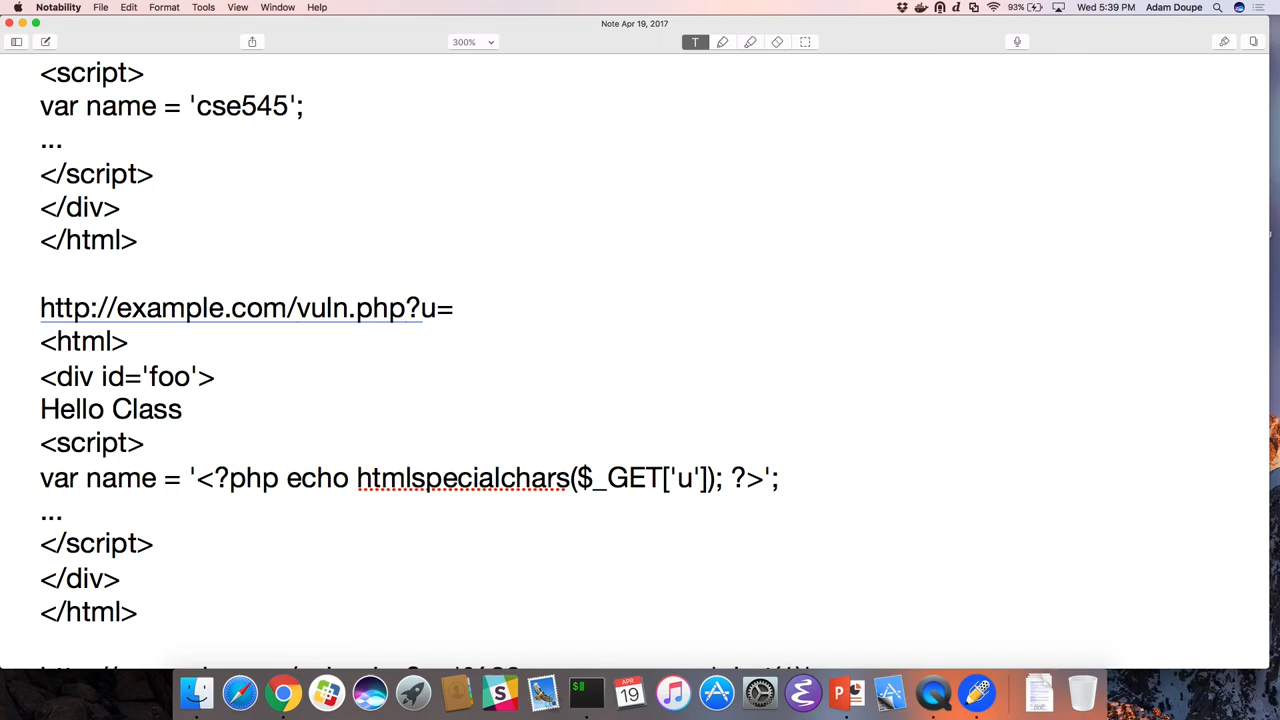 Notability File Edit Format Tools View Window Help 93% Wed 5:39 PM Adam Doupe
Note Apr 19, 2017
300% T
<script>
var name = 'cse545';
...
</script>
</div>
</html>
http://example.com/vuln.php?u=
<html>
<div id='foo'>
Hello Class
<script>
var name = '<?php echo htmlspecialchars($_GET['u']); ?>';
...
</script>
</div>
</html>
APR
19